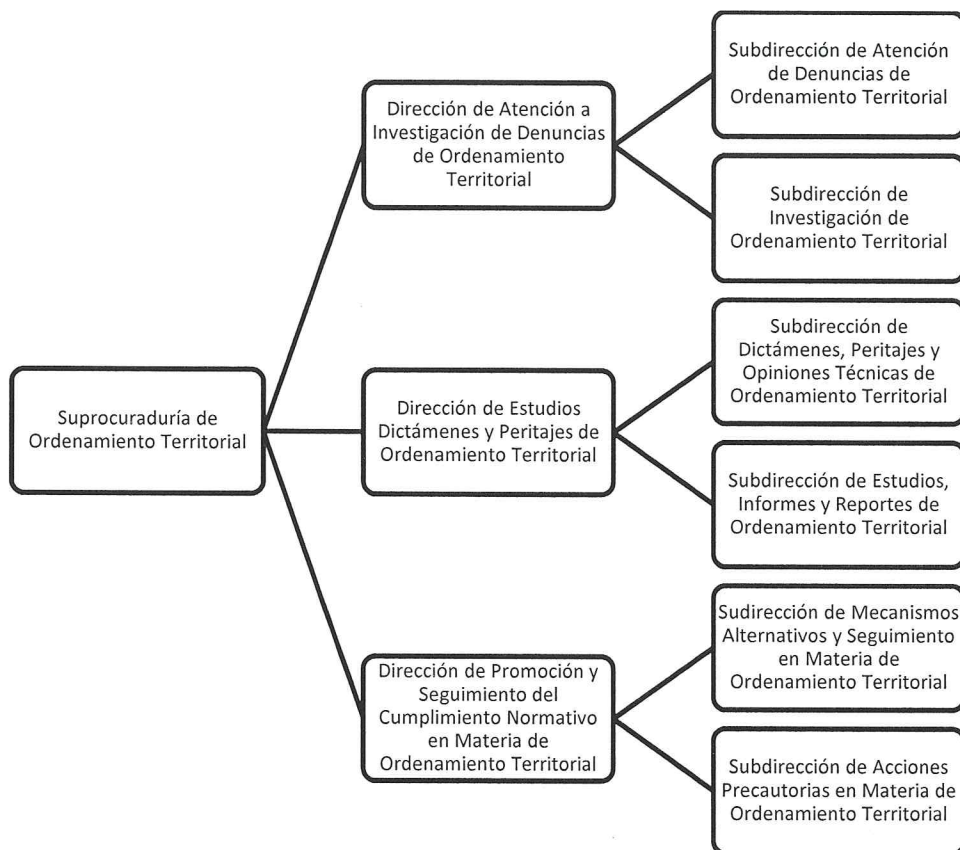 Suprocuraduría de
Ordenamiento Territorial
Dirección de Atención a
Investigación de Denuncias
de Ordenamiento
Territorial
Subdirección de Atención
de Denuncias de
Ordenamiento Territorial
Subdirección de
Investigación de
Ordenamiento Territorial
Dirección de Estudios
Dictámenes y Peritajes de
Ordenamiento Territorial
Subdirección de
Dictámenes, Peritajes y
Opiniones Técnicas de
Ordenamiento Territorial
Subdirección de Estudios,
Informes y Reportes de
Ordenamiento Territorial
Dirección de Promoción y
Seguimiento del
Cumplimiento Normativo
en Materia de
Ordenamiento Territorial
Sudirección de Mecanismos
Alternativos y Seguimiento
en Materia de
Ordenamiento Territorial
Subdirección de Acciones
Precautorias en Materia de
Ordenamiento Territorial